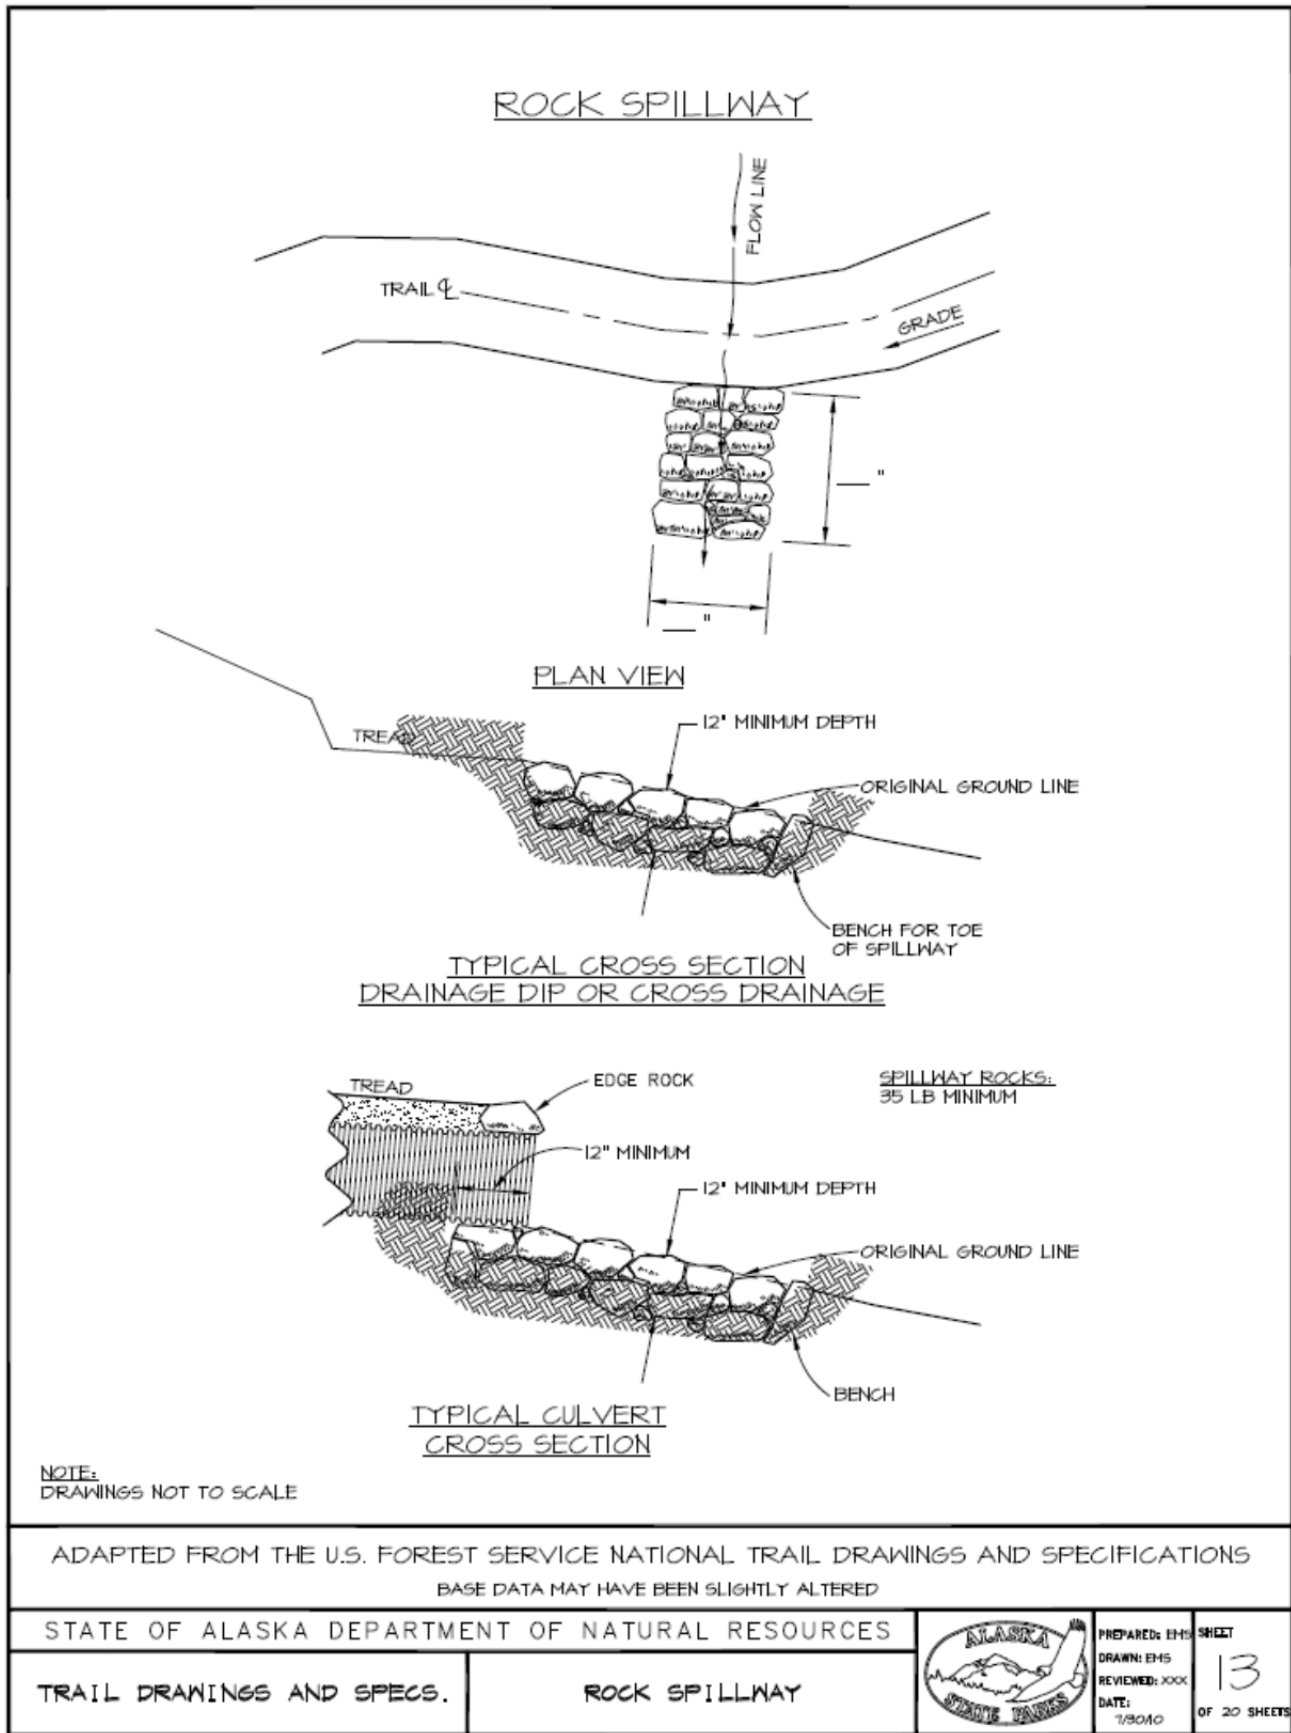 ROCK SPILLWAY
FLOW LINE
TRAIL ℄
GRADE
"
"
PLAN VIEW
12" MINIMUM DEPTH
TREAD
ORIGINAL GROUND LINE
BENCH FOR TOE
OF SPILLWAY
TYPICAL CROSS SECTION
DRAINAGE DIP OR CROSS DRAINAGE
TREAD
EDGE ROCK
SPILLWAY ROCKS:
35 LB MINIMUM
12" MINIMUM
12" MINIMUM DEPTH
ORIGINAL GROUND LINE
BENCH
TYPICAL CULVERT
CROSS SECTION
NOTE:
DRAWINGS NOT TO SCALE
ADAPTED FROM THE U.S. FOREST SERVICE NATIONAL TRAIL DRAWINGS AND SPECIFICATIONS
BASE DATA MAY HAVE BEEN SLIGHTLY ALTERED
STATE OF ALASKA DEPARTMENT OF NATURAL RESOURCES
TRAIL DRAWINGS AND SPECS.
ROCK SPILLWAY
ALASKA
STATE PARKS
PREPARED: EMS
DRAWN: EMS
REVIEWED: XXX
DATE:
7/30/10
SHEET
13
OF 20 SHEETS